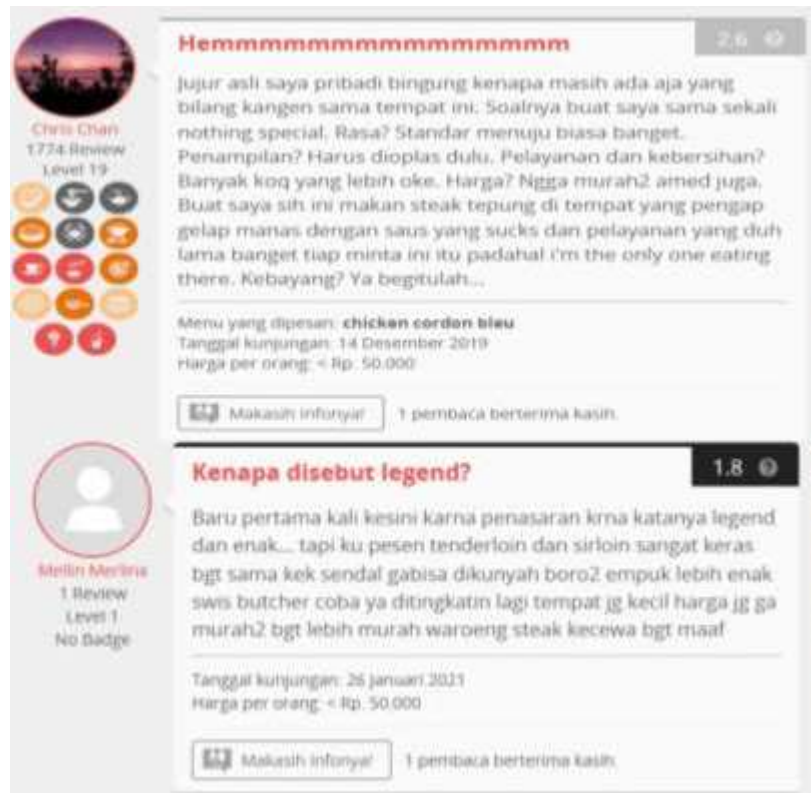 Hemmmmmmmmmmmmmmmm
2.6
Jujur asli saya pribadi bingung kenapa masih ada aja yang
bilang kangen sama tempat ini. Soalnya buat saya sama sekali
nothing special. Rasa? Standar menuju biasa banget.
Penampilan? Harus dioplas dulu. Pelayanan dan kebersihan?
Banyak koq yang lebih oke. Harga? Ngga murah2 amed juga.
Buat saya sih ini makan steak tepung di tempat yang pengap
gelap manas dengan saus yang sucks dan pelayanan yang duh
lama banget tiap minta ini itu padahal i'm the only one eating
there. Kebayang? Ya begitulah...
Chris Chan
1774 Review
Level 19
Menu yang dipesan: chicken cordon bleu
Tanggal kunjungan: 14 Desember 2019
Harga per orang: < Rp. 50.000
Makasih Infonya!
1 pembaca berterima kasih.
Kenapa disebut legend?
1.8
Baru pertama kali kesini karna penasaran krna katanya legend
dan enak... tapi ku pesen tenderloin dan sirloin sangat keras
bgt sama kek sendal gabisa dikunyah boro2 empuk lebih enak
swis butcher coba ya ditingkatin lagi tempat jg kecil harga jg ga
murah2 bgt lebih murah waroeng steak kecewa bgt maaf
Mellin Merlina
1 Review
Level 1
No Badge
Tanggal kunjungan: 26 Januari 2021
Harga per orang: < Rp. 50.000
Makasih Infonya!
1 pembaca berterima kasih.